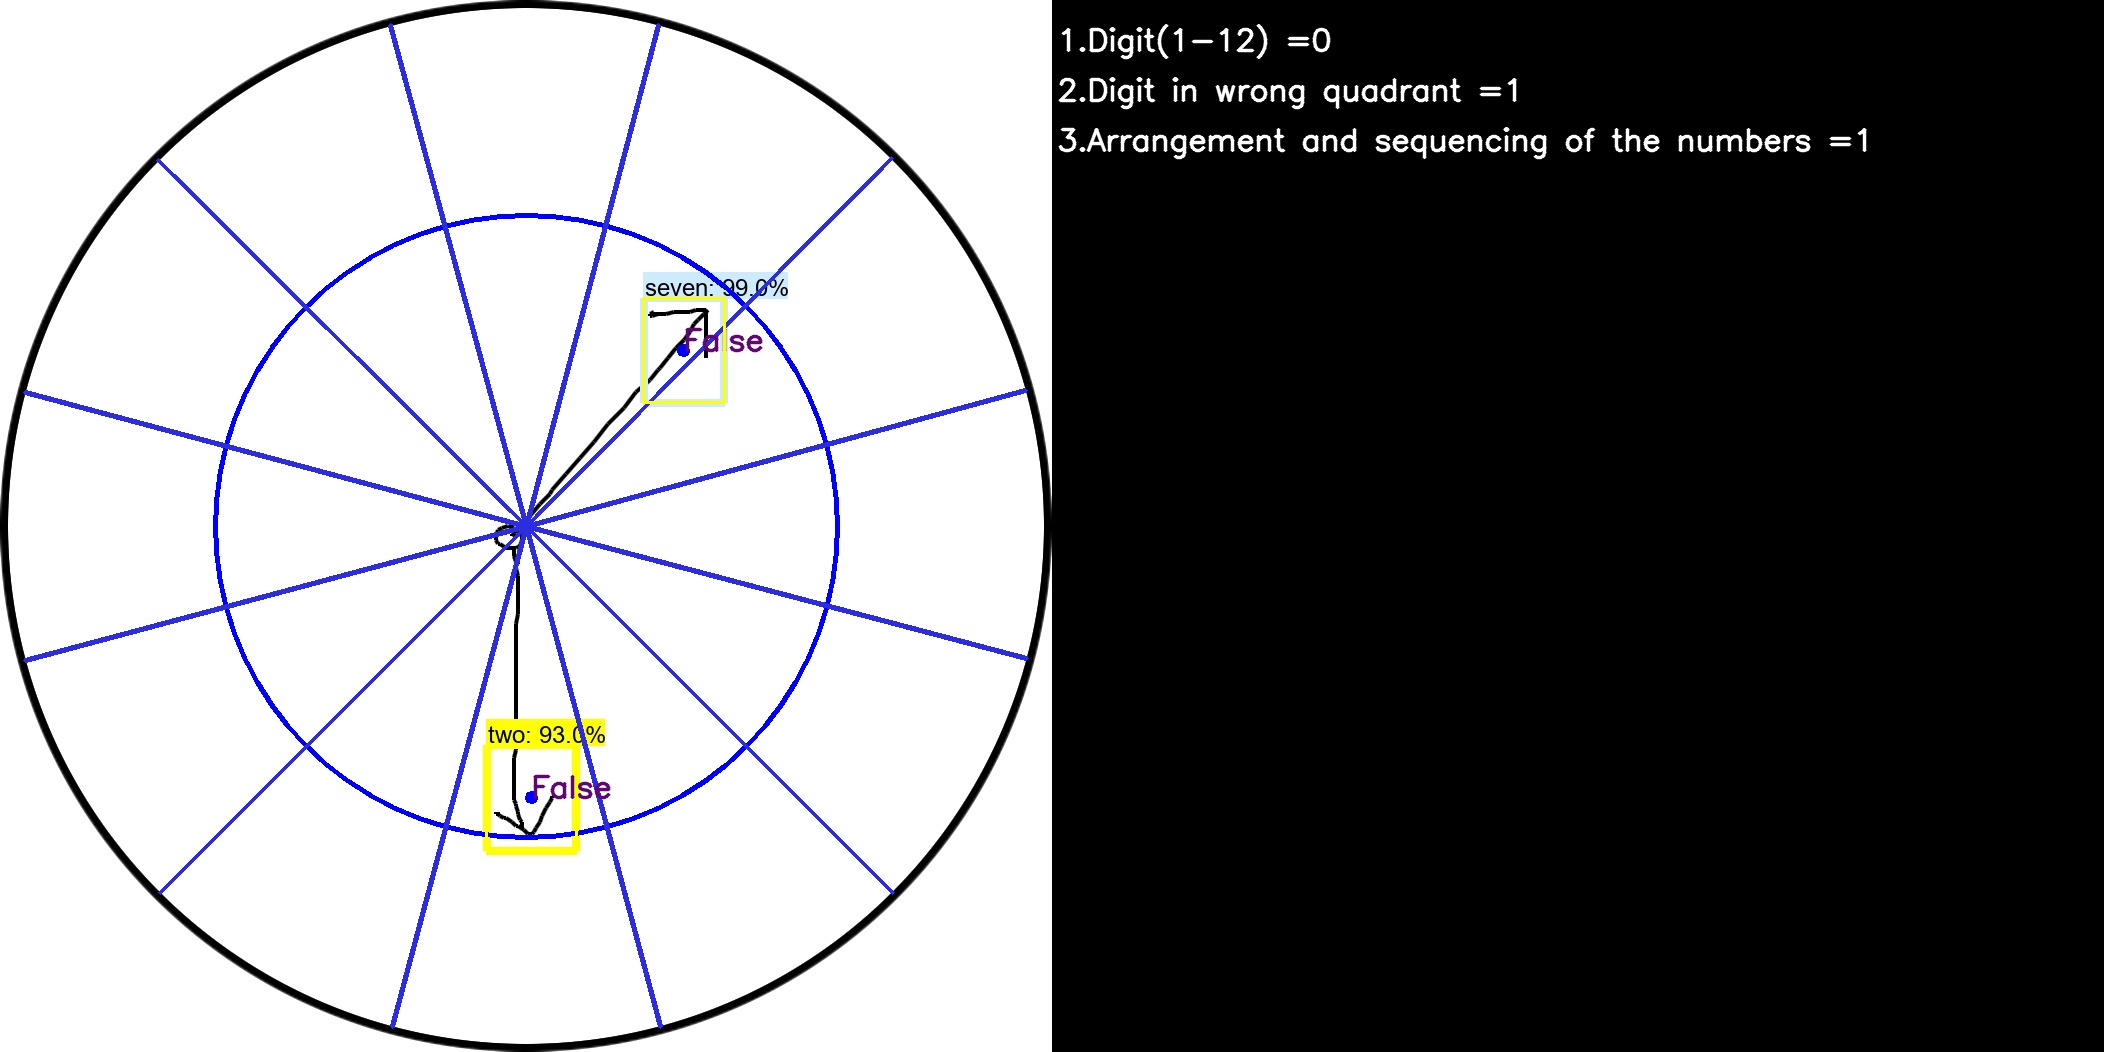 seven: 99.0%
False
two: 93.0%
False
1.Digit(1-12) =0
2.Digit in wrong quadrant =1
3.Arrangement and sequencing of the numbers =1